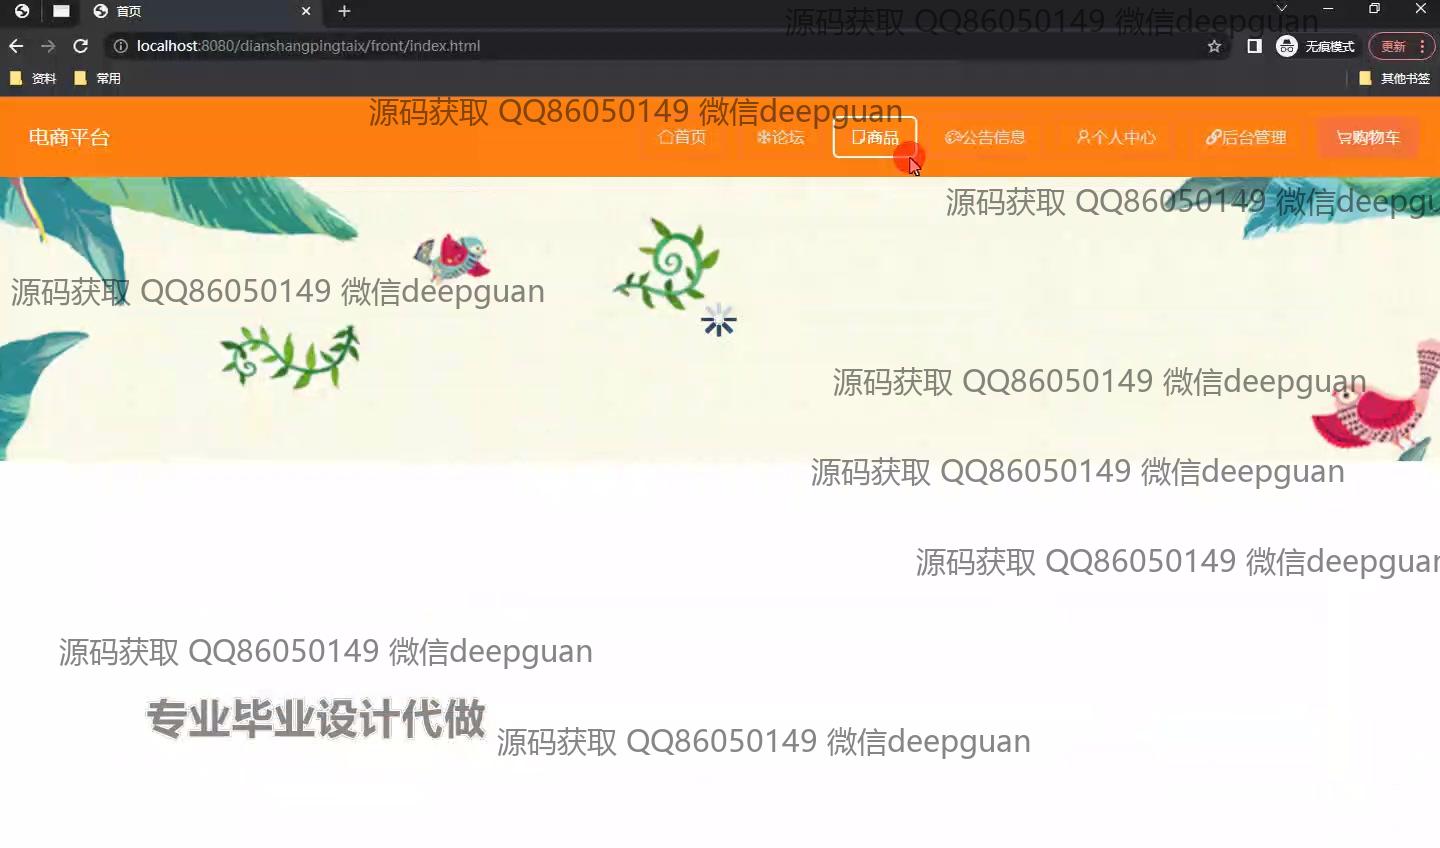 首页
源码获取 QQ86050149 微信deepguan
localhost:8080/dianshangpingtaix/front/index.html
无痕模式
更新
资料
常用
其他书签
源码获取 QQ86050149 微信deepguan
电商平台
首页
论坛
商品
公告信息
个人中心
后台管理
购物车
源码获取 QQ86050149 微信deepgu
源码获取 QQ86050149 微信deepguan
源码获取 QQ86050149 微信deepguan
源码获取 QQ86050149 微信deepguan
源码获取 QQ86050149 微信deepguan
源码获取 QQ86050149 微信deepguan
专业毕业设计代做
源码获取 QQ86050149 微信deepguan